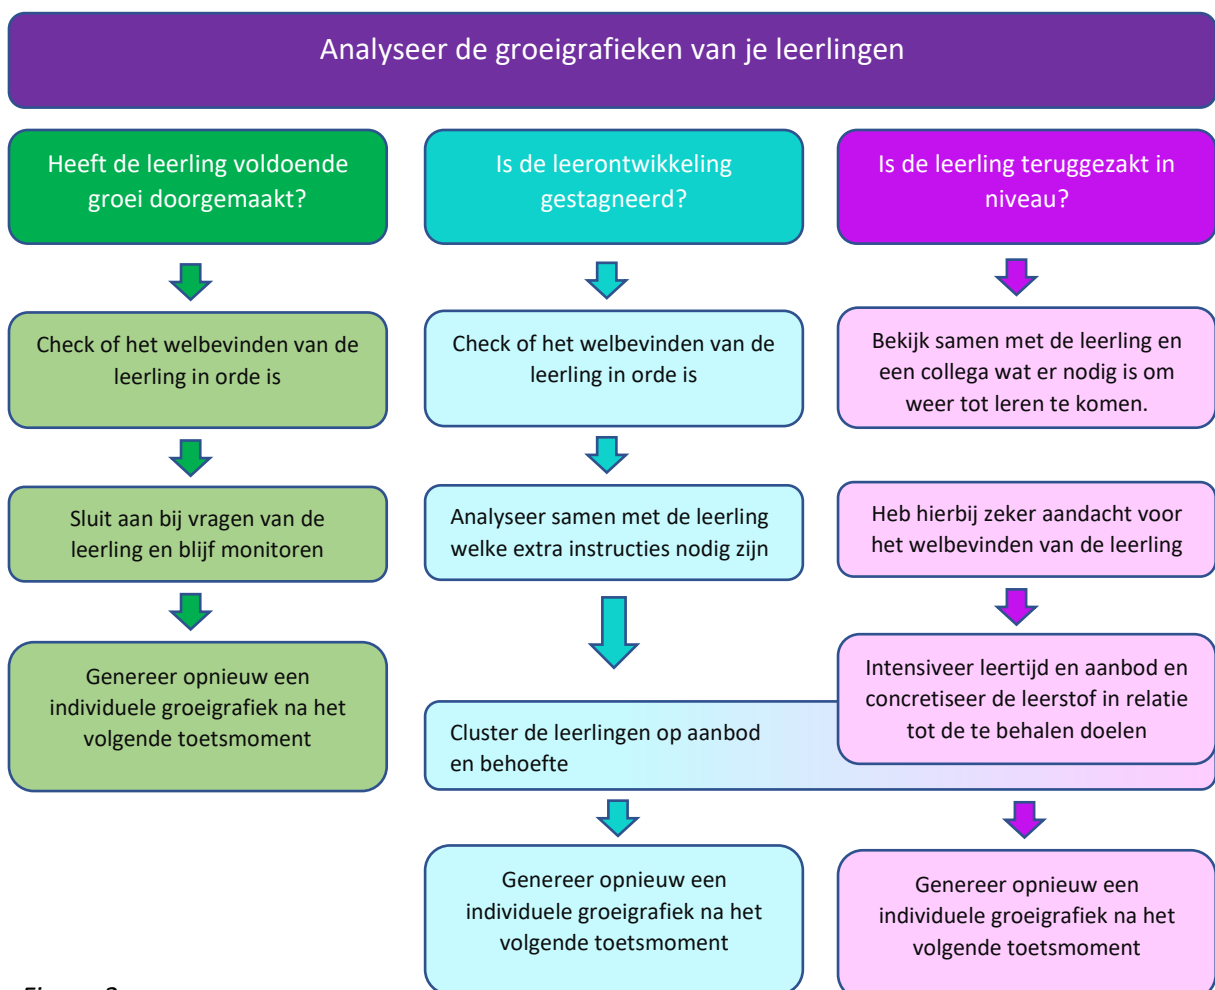 Analyseer de groeigrafieken van je leerlingen
Heeft de leerling voldoende
groei doorgemaakt?
Check of het welbevinden van de
leerling in orde is
Sluit aan bij vragen van de
leerling en blijf monitoren
Genereer opnieuw een
individuele groeigrafiek na het
volgende toetsmoment
Is de leerontwikkeling
gestagneerd?
Check of het welbevinden van de
leerling in orde is
Analyseer samen met de leerling
welke extra instructies nodig zijn
Cluster de leerlingen op aanbod
en behoefte
Genereer opnieuw een
individuele groeigrafiek na het
volgende toetsmoment
Is de leerling teruggezakt in
niveau?
Bekijk samen met de leerling en
een collega wat er nodig is om
weer tot leren te komen.
Heb hierbij zeker aandacht voor
het welbevinden van de leerling
Intensiveer leertijd en aanbod en
concretiseer de leerstof in relatie
tot de te behalen doelen
Genereer opnieuw een
individuele groeigrafiek na het
volgende toetsmoment